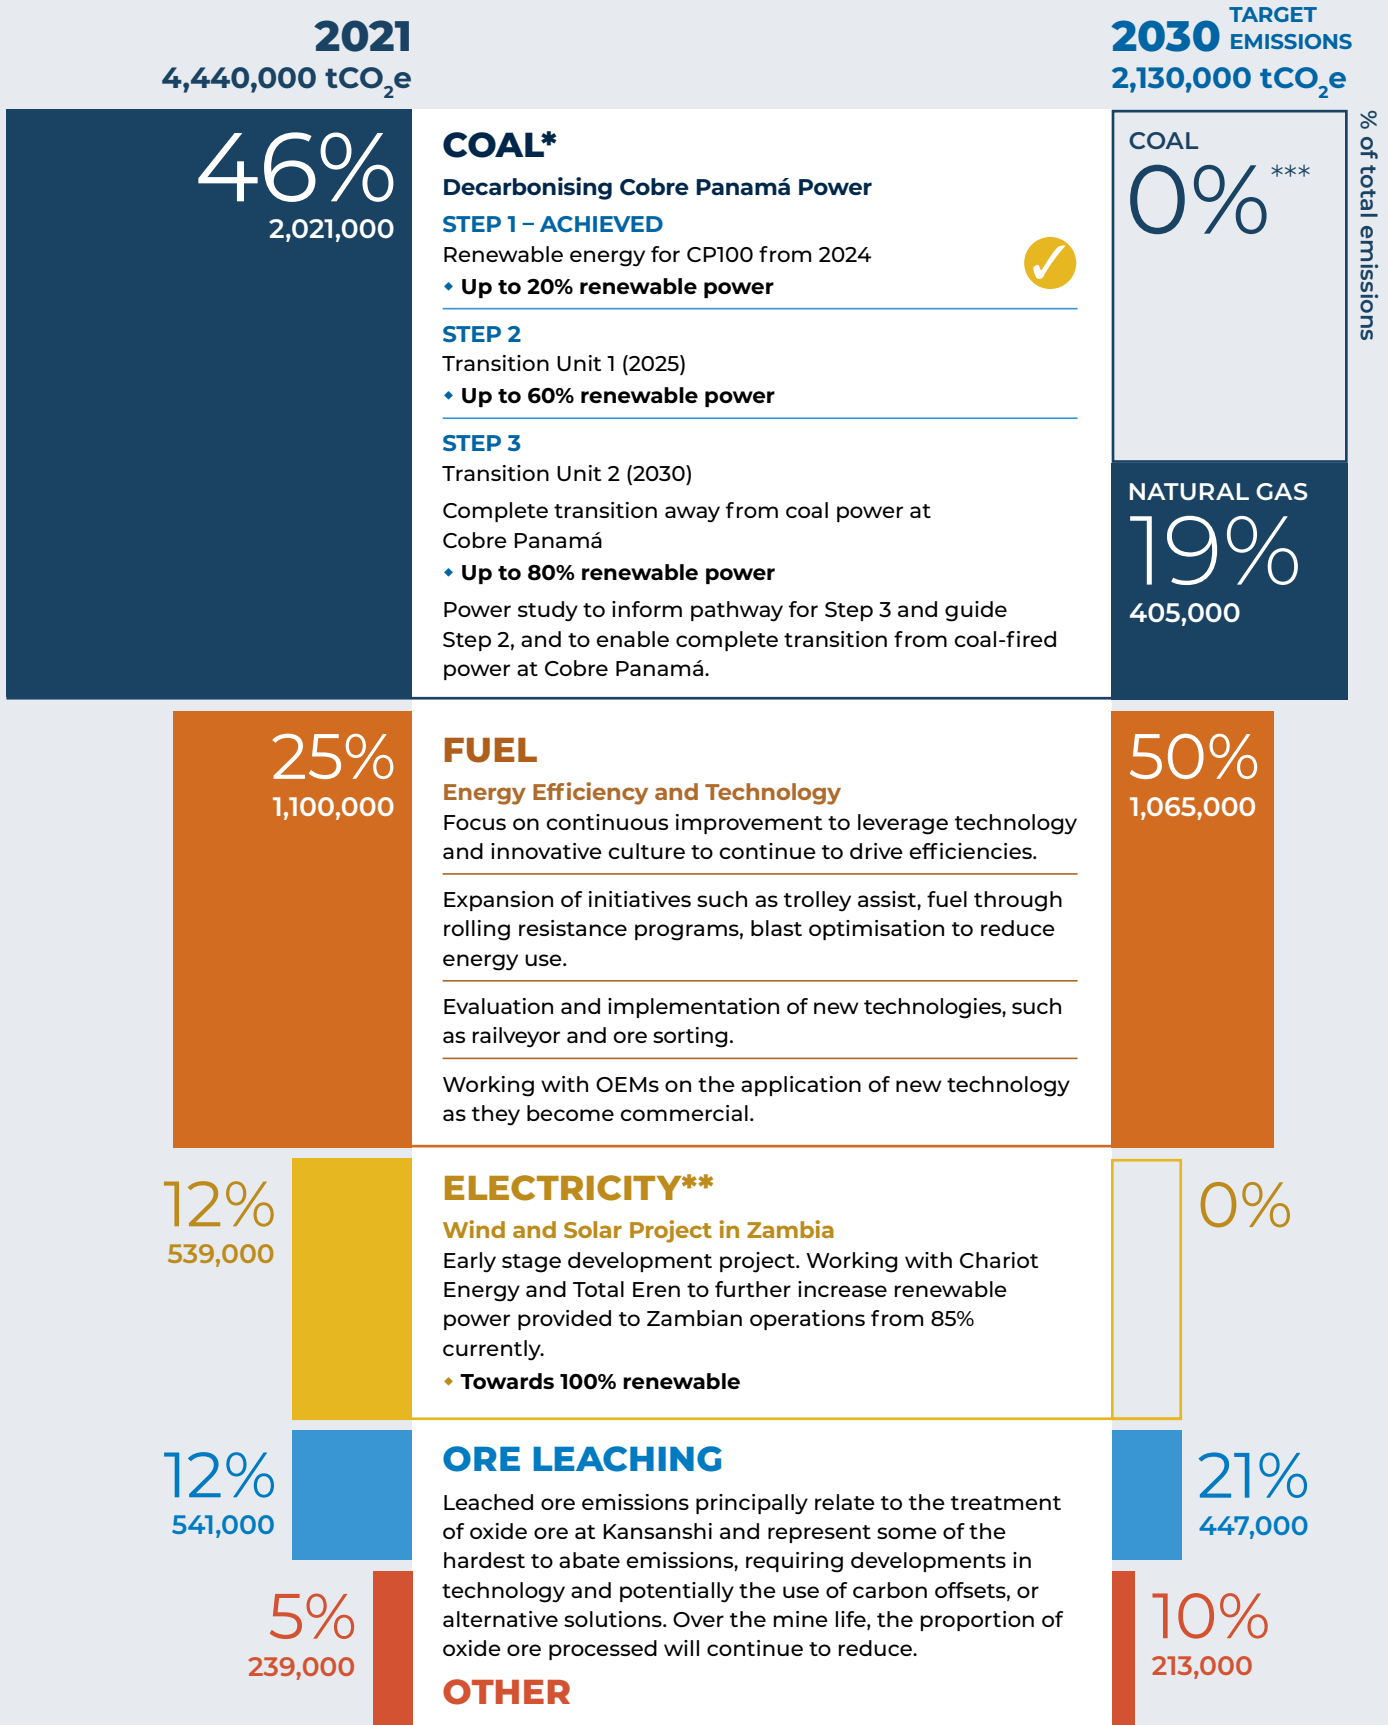 2021
4,440,000 tCO2e
2030 TARGET EMISSIONS
2,130,000 tCO2e
% of total emissions
46%
2,021,000
COAL*
Decarbonising Cobre Panamá Power
STEP 1 – ACHIEVED
Renewable energy for CP100 from 2024
Up to 20% renewable power
STEP 2
Transition Unit 1 (2025)
Up to 60% renewable power
STEP 3
Transition Unit 2 (2030)
Complete transition away from coal power at
Cobre Panamá
Up to 80% renewable power
Power study to inform pathway for Step 3 and guide
Step 2, and to enable complete transition from coal-fired
power at Cobre Panamá.
COAL
0%***
NATURAL GAS
19%
405,000
25%
1,100,000
FUEL
Energy Efficiency and Technology
Focus on continuous improvement to leverage technology
and innovative culture to continue to drive efficiencies.
Expansion of initiatives such as trolley assist, fuel through
rolling resistance programs, blast optimisation to reduce
energy use.
Evaluation and implementation of new technologies, such
as railveyor and ore sorting.
Working with OEMs on the application of new technology
as they become commercial.
50%
1,065,000
12%
539,000
ELECTRICITY**
Wind and Solar Project in Zambia
Early stage development project. Working with Chariot
Energy and Total Eren to further increase renewable
power provided to Zambian operations from 85%
currently.
Towards 100% renewable
0%
12%
541,000
ORE LEACHING
Leached ore emissions principally relate to the treatment
of oxide ore at Kansanshi and represent some of the
hardest to abate emissions, requiring developments in
technology and potentially the use of carbon offsets, or
alternative solutions. Over the mine life, the proportion of
oxide ore processed will continue to reduce.
21%
447,000
5%
239,000
OTHER
10%
213,000